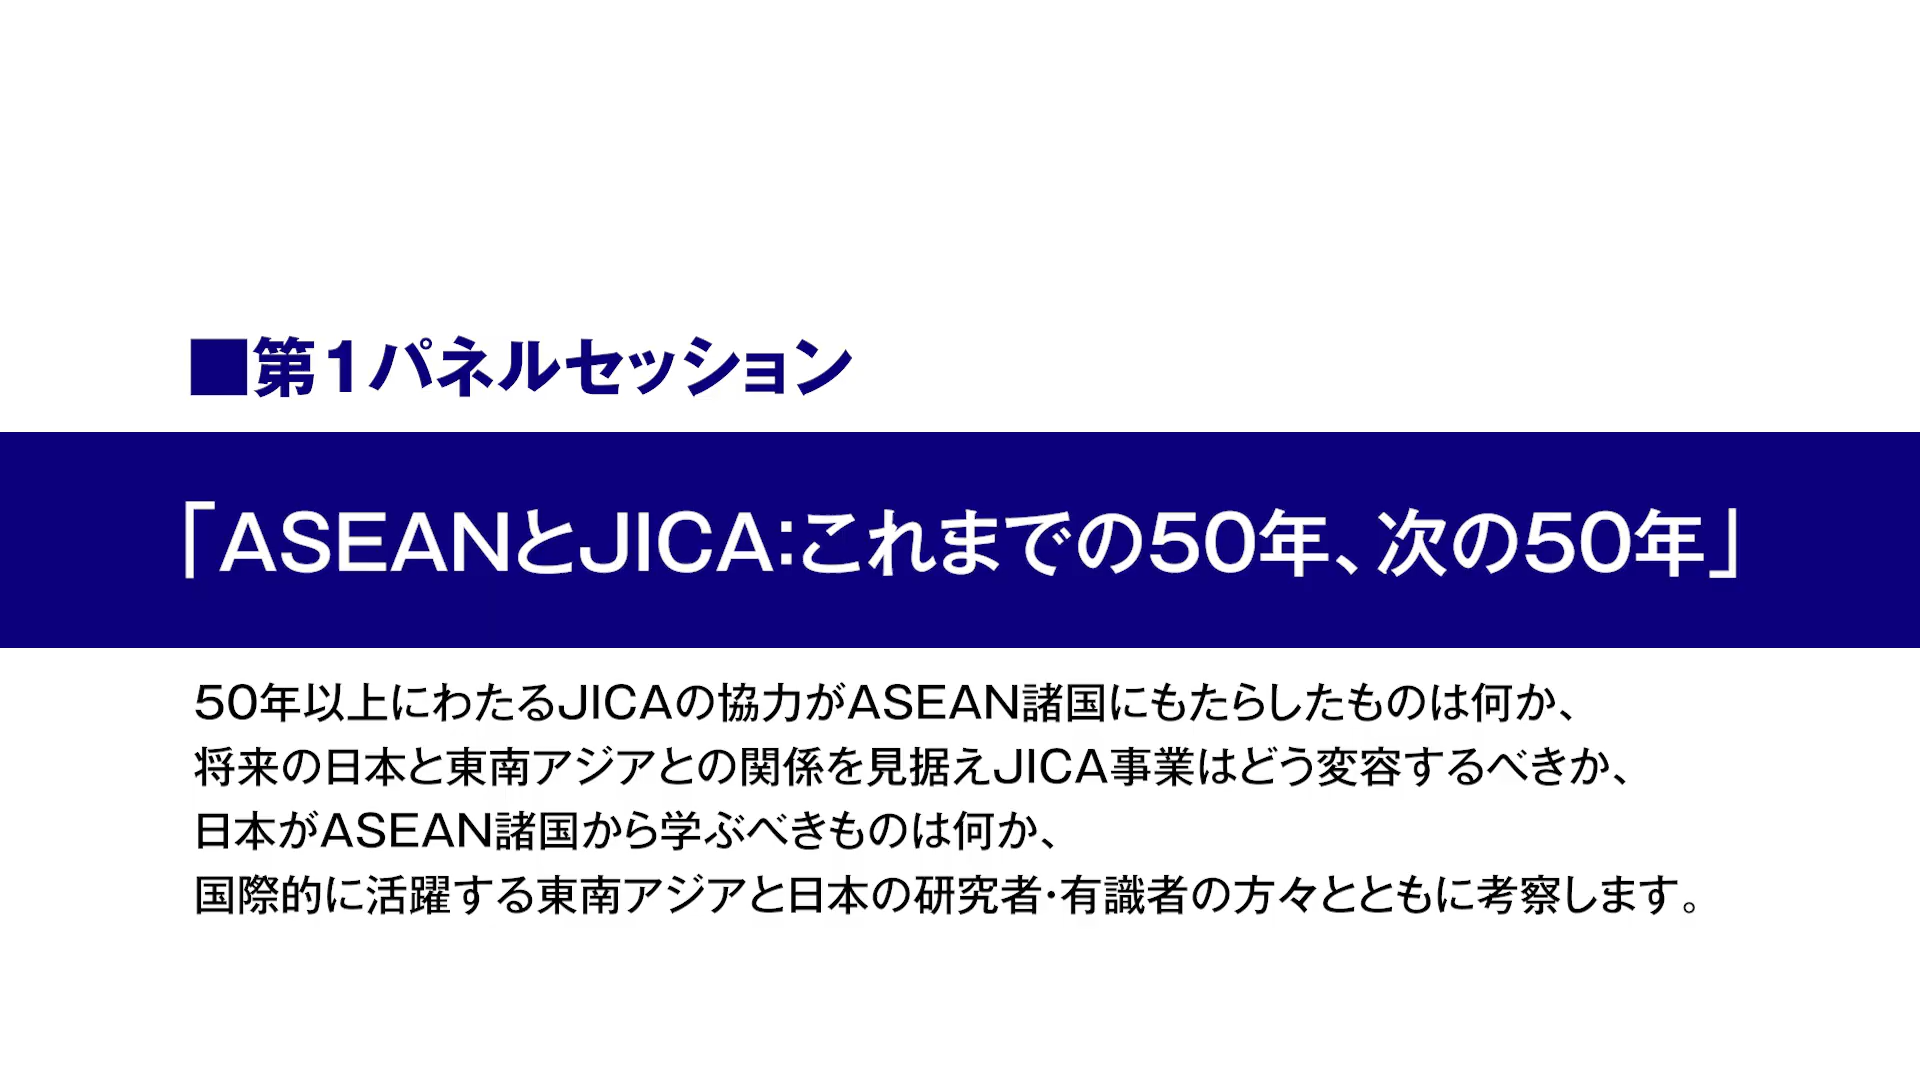 ■第1パネルセッション
「ASEANとJICA:これまでの50年、次の50年」
50年以上にわたるJICAの協力がASEAN諸国にもたらしたものは何か、
将来の日本と東南アジアとの関係を見据えJICA事業はどう変容するべきか、
日本がASEAN諸国から学ぶべきものは何か、
国際的に活躍する東南アジアと日本の研究者・有識者の方々とともに考察します。